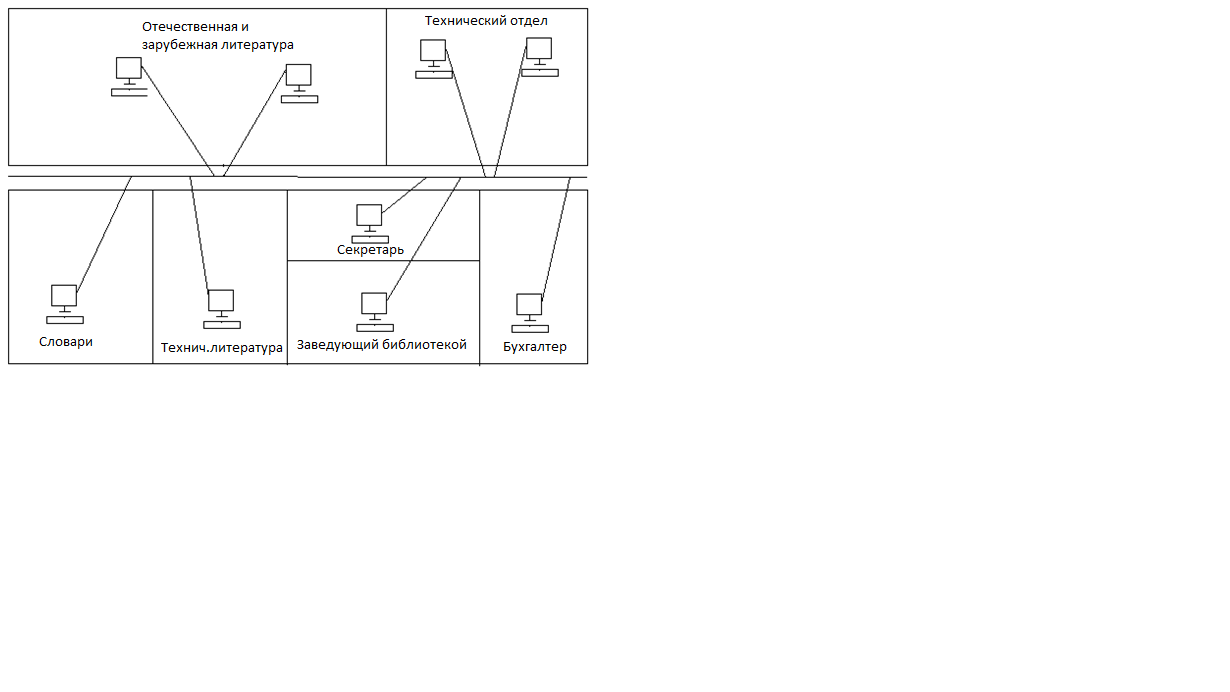 Отечественная и
зарубежная литература
Технический отдел
Секретарь
Словари
Технич.литература
Заведующий библиотекой
Бухгалтер